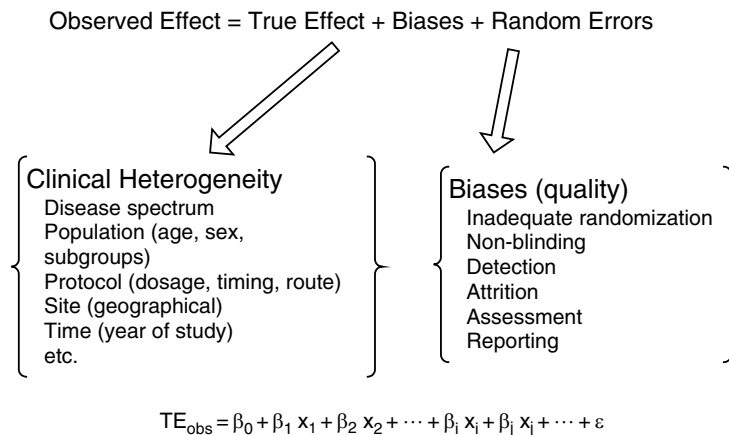 Observed Effect = True Effect + Biases + Random Errors
Clinical Heterogeneity
Disease spectrum
Population (age, sex,
subgroups)
Protocol (dosage, timing, route)
Site (geographical)
Time (year of study)
etc.
Biases (quality)
Inadequate randomization
Non-blinding
Detection
Attrition
Assessment
Reporting
TE_obs = β₀ + β₁ x₁ + β₂ x₂ + ⋯ + βᵢ xᵢ + βⱼ xⱼ + ⋯ + ε